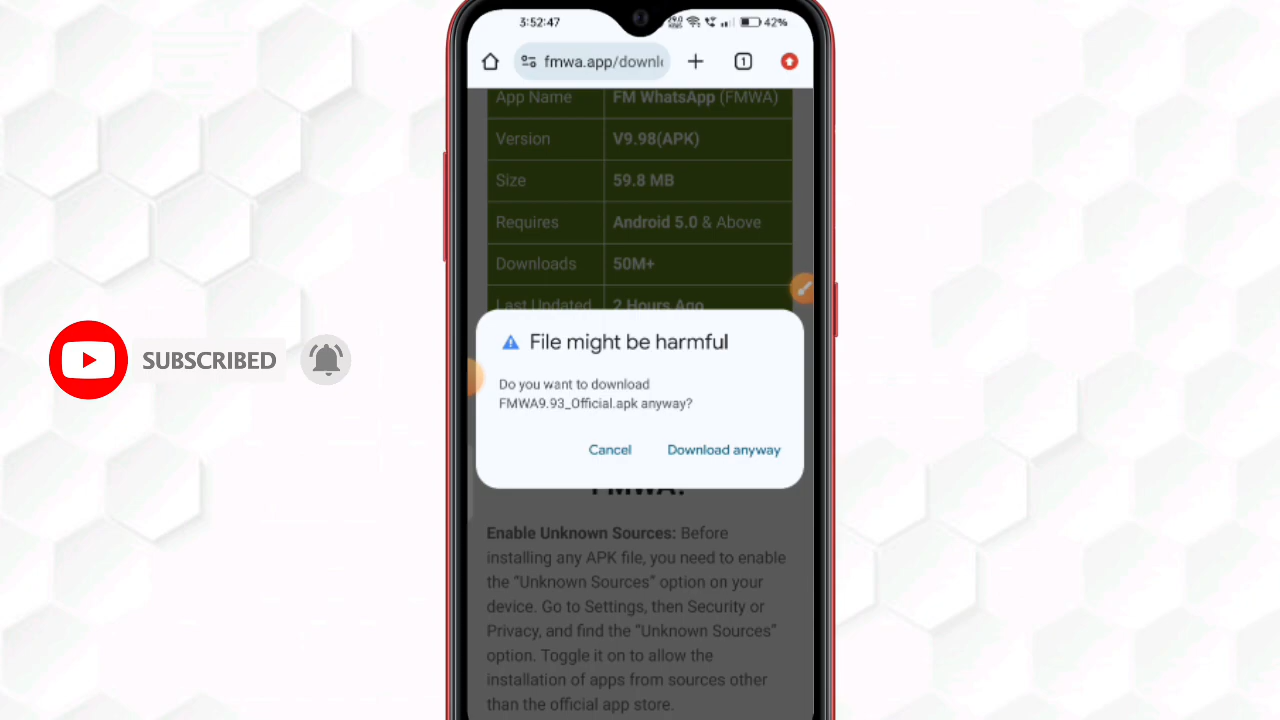 3:52:47
29.0
42%
fmwa.app/downl
1
App Name FM WhatsApp (FMWA)
Version V9.98(APK)
Size 59.8 MB
Requires Android 5.0 & Above
Downloads 50M+
Last Updated 2 Hours Ago
File might be harmful
Do you want to download
FMWA9.93_Official.apk anyway?
Cancel Download anyway
FMWA?
Enable Unknown Sources: Before
installing any APK file, you need to enable
the “Unknown Sources” option on your
device. Go to Settings, then Security or
Privacy, and find the “Unknown Sources”
option. Toggle it on to allow the
installation of apps from sources other
than the official app store.
SUBSCRIBED